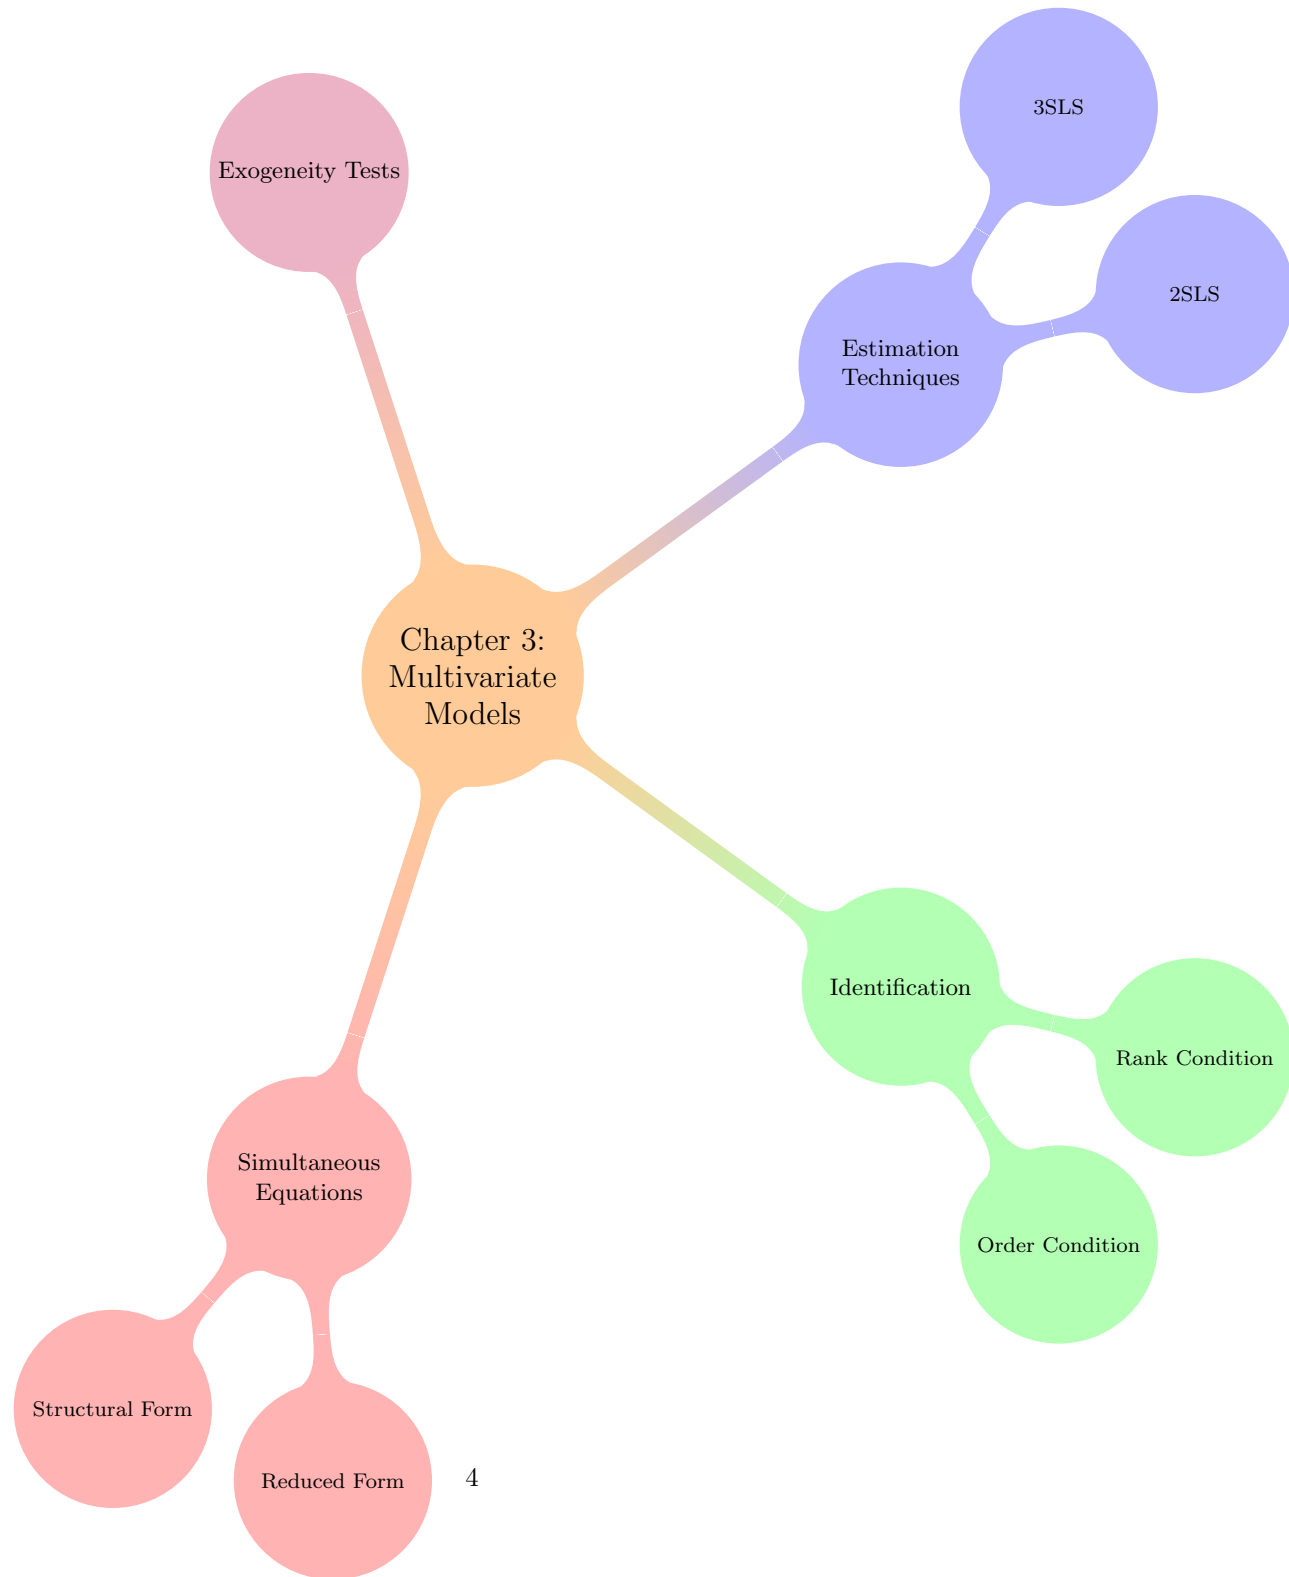 3SLS
Exogeneity Tests
2SLS
Estimation
Techniques
Chapter 3:
Multivariate
Models
Identification
Rank Condition
Simultaneous
Equations
Order Condition
Structural Form
Reduced Form
4